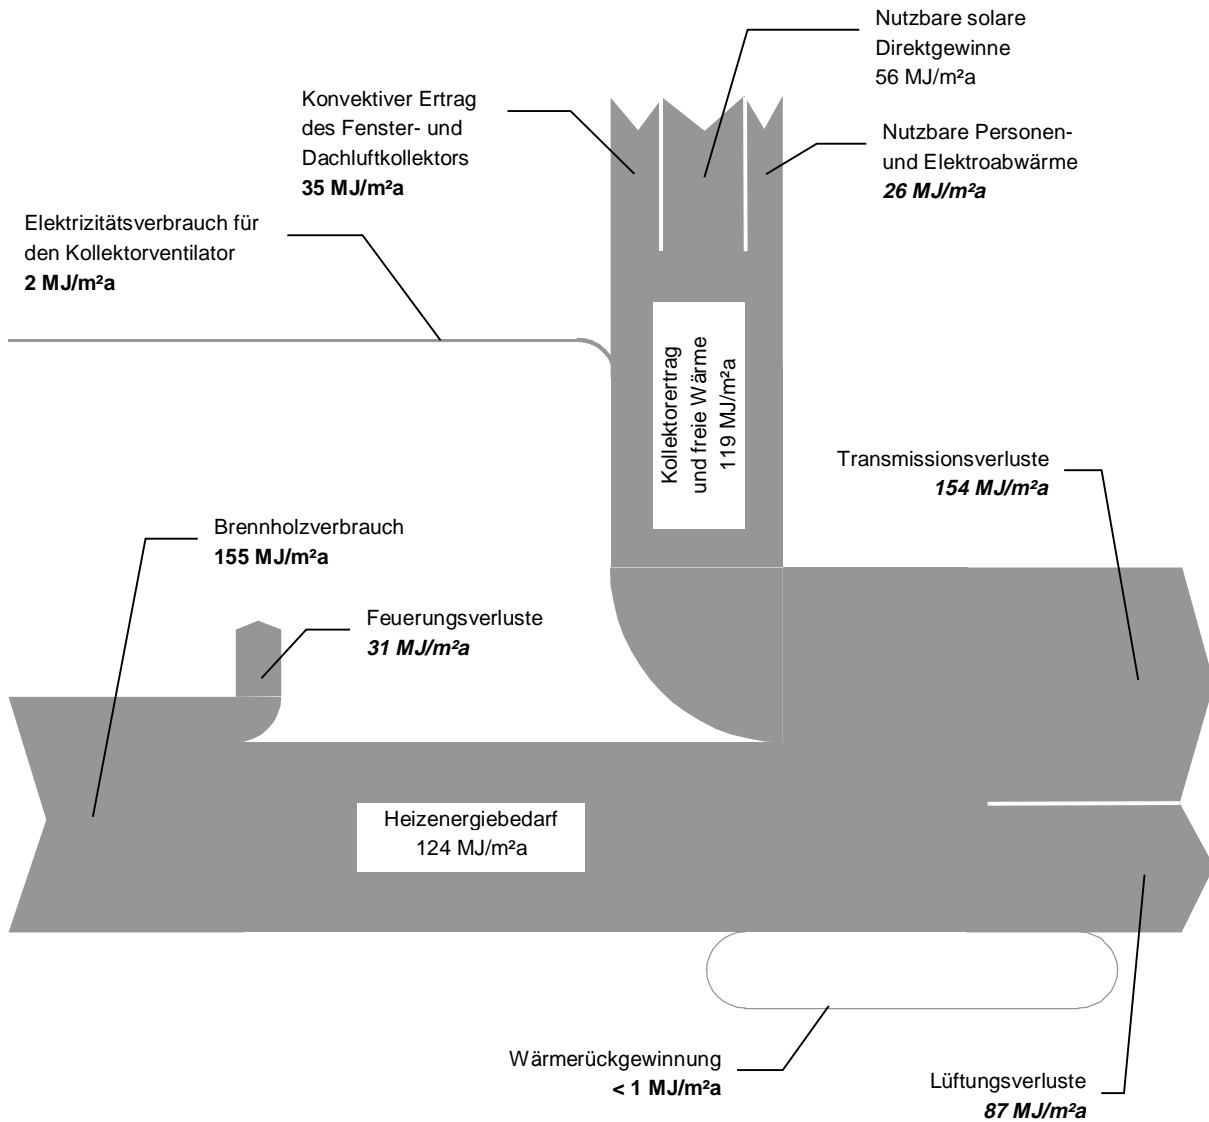 Nutzbare solare
Direktgewinne
56 MJ/m²a
Konvektiver Ertrag
des Fenster- und
Dachluftkollektors
35 MJ/m²a
Nutzbare Personen-
und Elektroabwärme
26 MJ/m²a
Elektrizitätsverbrauch für
den Kollektorventilator
2 MJ/m²a
Kollektorertrag
und freie Wärme
119 MJ/m²a
Transmissionsverluste
154 MJ/m²a
Brennholzverbrauch
155 MJ/m²a
Feuerungsverluste
31 MJ/m²a
Heizenergiebedarf
124 MJ/m²a
Wärmerückgewinnung
< 1 MJ/m²a
Lüftungsverluste
87 MJ/m²a